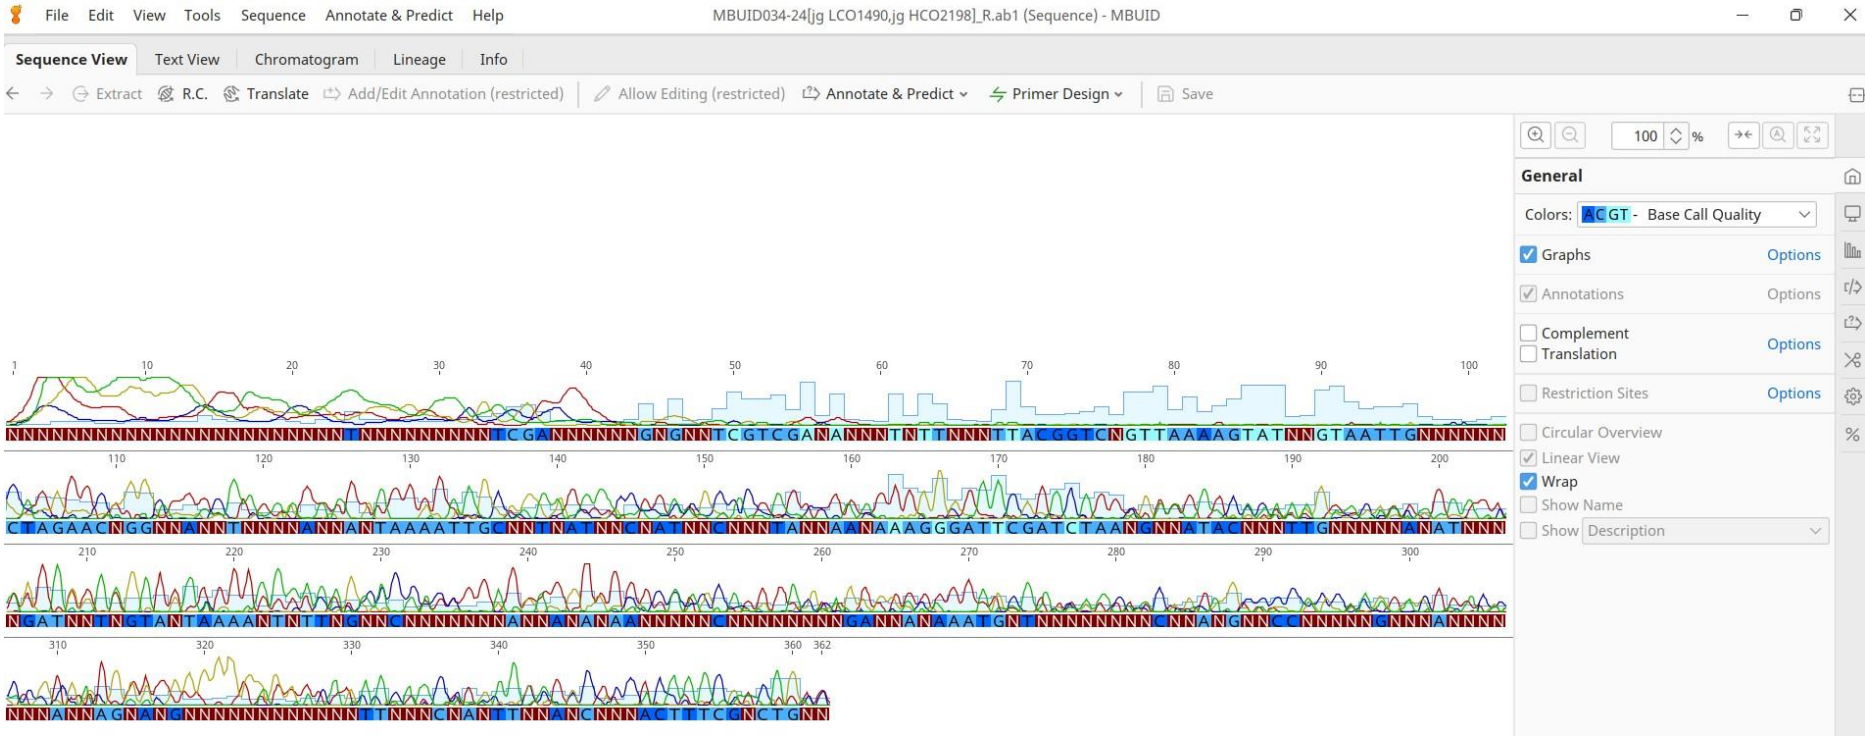 File Edit View Tools Sequence Annotate & Predict Help
MBUID034-24[jg LCO1490,jg HCO2198]_R.ab1 (Sequence) - MBUID
Sequence View Text View Chromatogram Lineage Info
Extract R.C. Translate Add/Edit Annotation (restricted) Allow Editing (restricted) Annotate & Predict Primer Design Save
100 %
General
Colors: ACGT - Base Call Quality
Graphs Options
Annotations Options
Complement
Translation Options
Restriction Sites Options
Circular Overview
Linear View
Wrap
Show Name
Show Description
1 10 20 30 40 50 60 70 80 90 100
NNNNNNNNNNNNNNNNNNNNNNNTNNNNNNNNNTCGANNNNNNGNGNNTCGTCGANANNNTNTTNNNTTACGGTCNGTTAAAAGTATNNGTAATTGNNNNNN
110 120 130 140 150 160 170 180 190 200
CTAGAACNGGNNANNTNNNNANNANTAAAATTGCNNTNATNNCNATNNCNNNTANNAANAAAGGGATTCGATCTAANGNNATACNNNTTGNNNNNANATNNN
210 220 230 240 250 260 270 280 290 300
NGATNNTNGTANTAAAANTNTTNGNNCNNNNNNNANNANANAANNNNNCNNNNNNNNGANNANAAATGNTNNNNNNNNCNNANGNNCCNNNNNGNNNANNNN
310 320 330 340 350 360 362
NNNANNAGNANGNNNNNNNNNNNNTTNNNCNANTTNNANCNNNACTTTCGNCTGNN